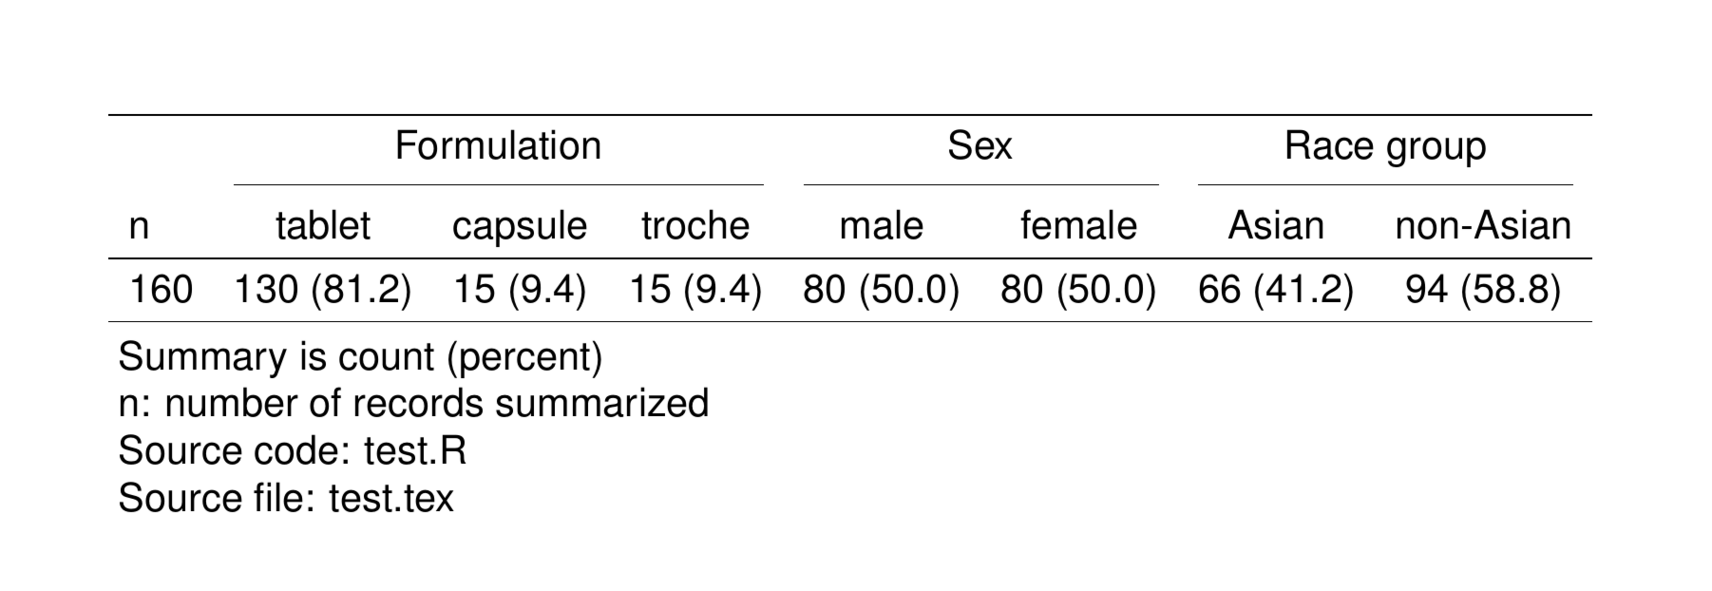 Formulation Sex Race group
n tablet capsule troche male female Asian non-Asian
160 130 (81.2) 15 (9.4) 15 (9.4) 80 (50.0) 80 (50.0) 66 (41.2) 94 (58.8)
Summary is count (percent)
n: number of records summarized
Source code: test.R
Source file: test.tex